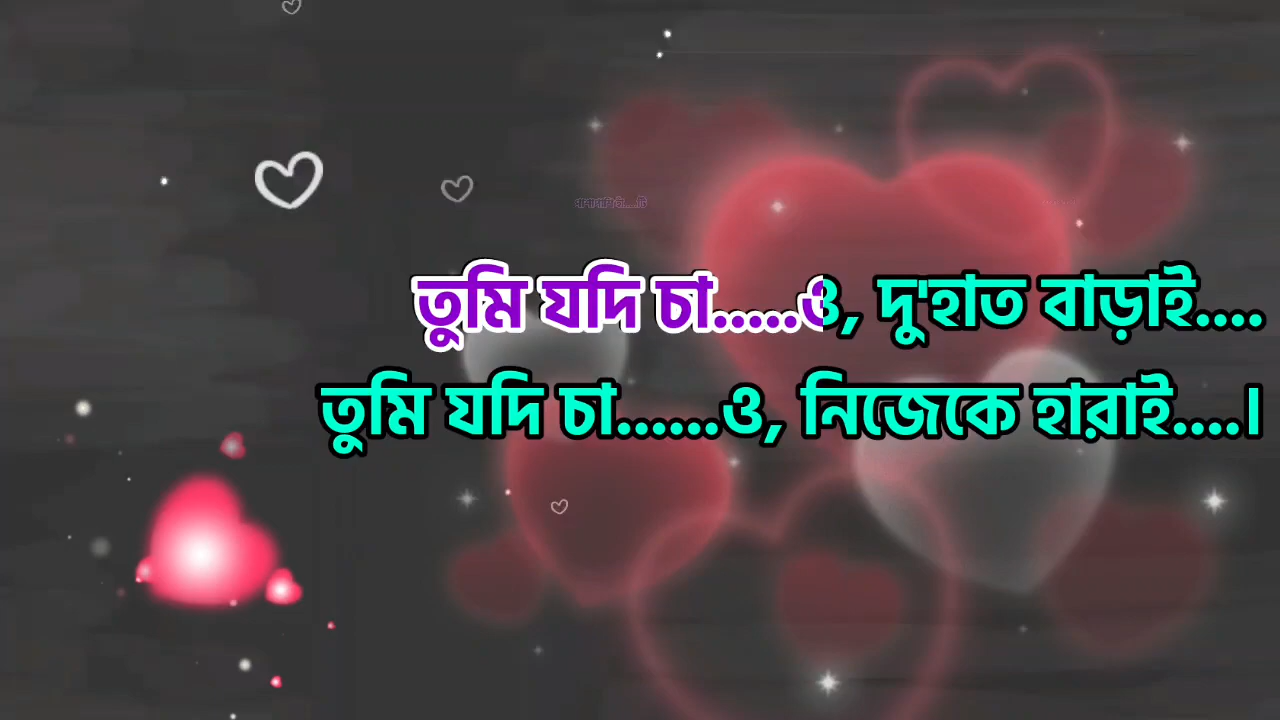 তুমি যদি চা.....ও, দু'হাত বাড়াই....
তুমি যদি চা......ও, নিজেকে হারাই....।